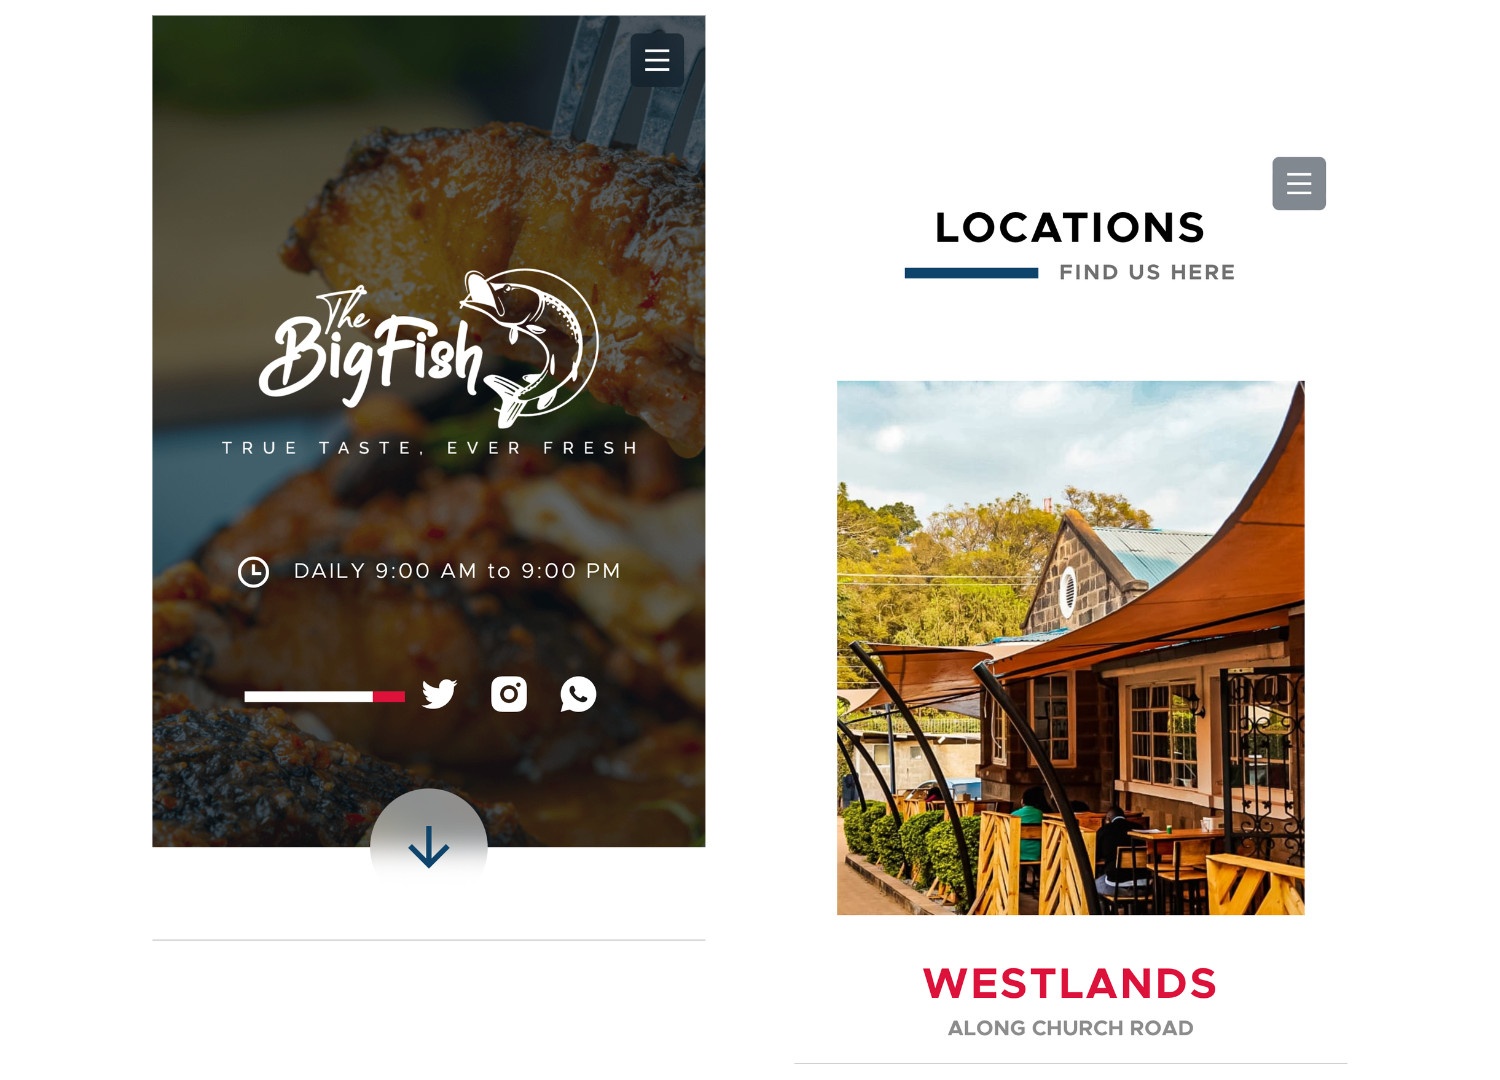 The
BigFish
TRUE TASTE, EVER FRESH
DAILY 9:00 AM to 9:00 PM
LOCATIONS
FIND US HERE
WESTLANDS
ALONG CHURCH ROAD